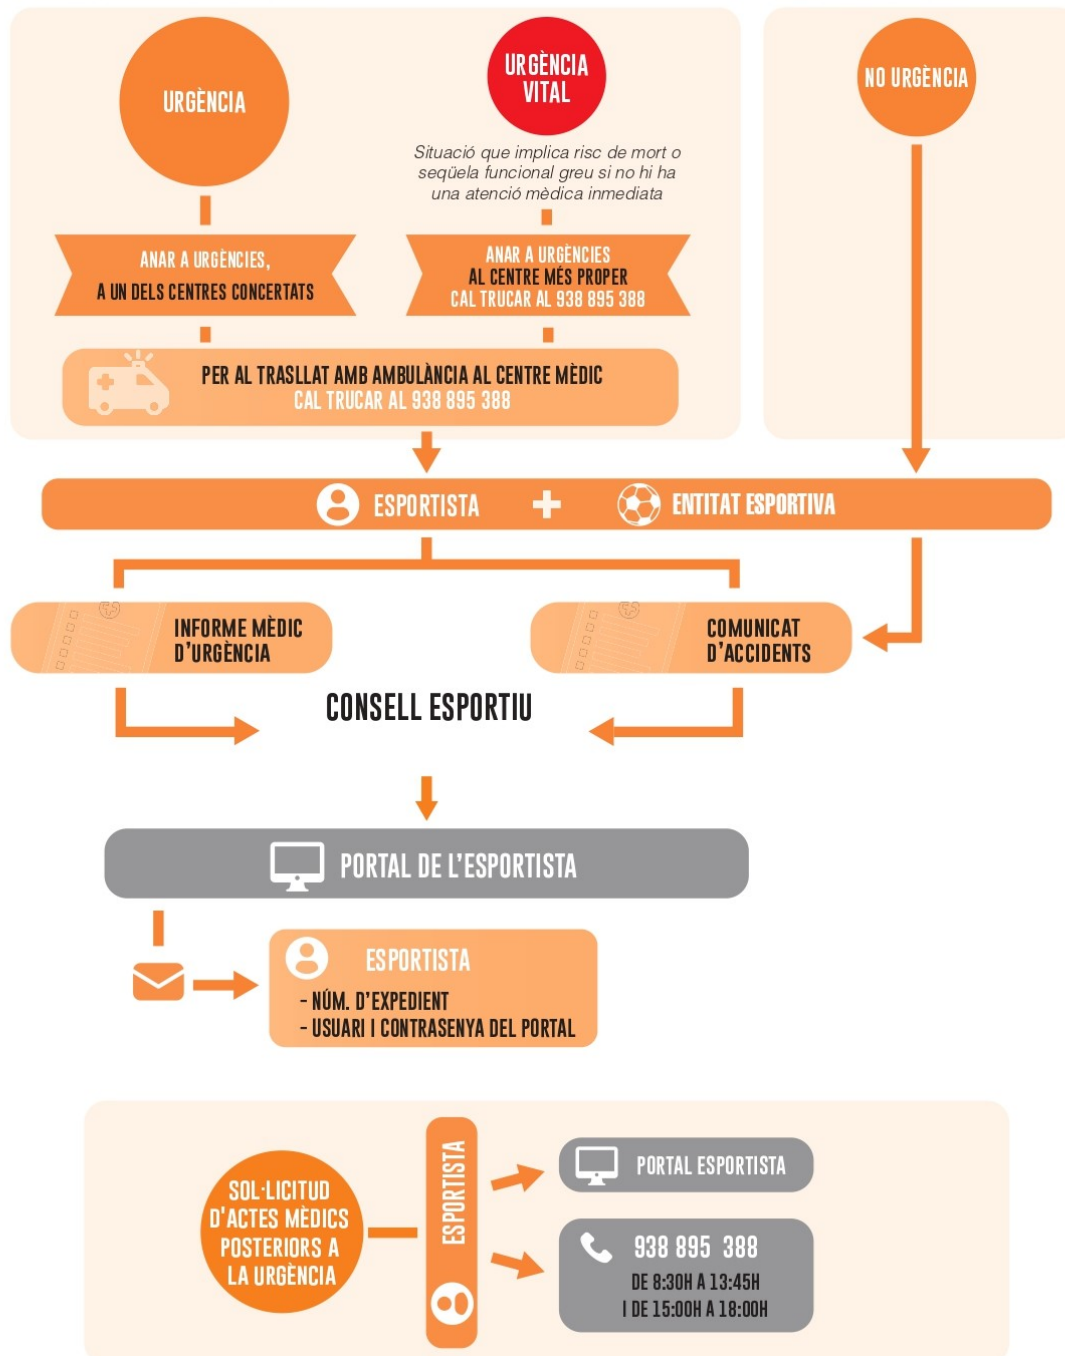 URGÈNCIA
URGÈNCIA
VITAL
Situació que implica risc de mort o
seqüela funcional greu si no hi ha
una atenció mèdica inmediata
NO URGÈNCIA
ANAR A URGÈNCIES,
A UN DELS CENTRES CONCERTATS
ANAR A URGÈNCIES
AL CENTRE MÉS PROPER
CAL TRUCAR AL 938 895 388
PER AL TRASLLAT AMB AMBULÀNCIA AL CENTRE MÈDIC
CAL TRUCAR AL 938 895 388
ESPORTISTA
ENTITAT ESPORTIVA
INFORME MÈDIC
D'URGÈNCIA
COMUNICAT
D'ACCIDENTS
CONSELL ESPORTIU
PORTAL DE L'ESPORTISTA
ESPORTISTA
- NÚM. D'EXPEDIENT
- USUARI I CONTRASENYA DEL PORTAL
SOL·LICITUD
D'ACTES MÈDICS
POSTERIORS A
LA URGÈNCIA
ESPORTISTA
PORTAL ESPORTISTA
938 895 388
DE 8:30H A 13:45H
I DE 15:00H A 18:00H